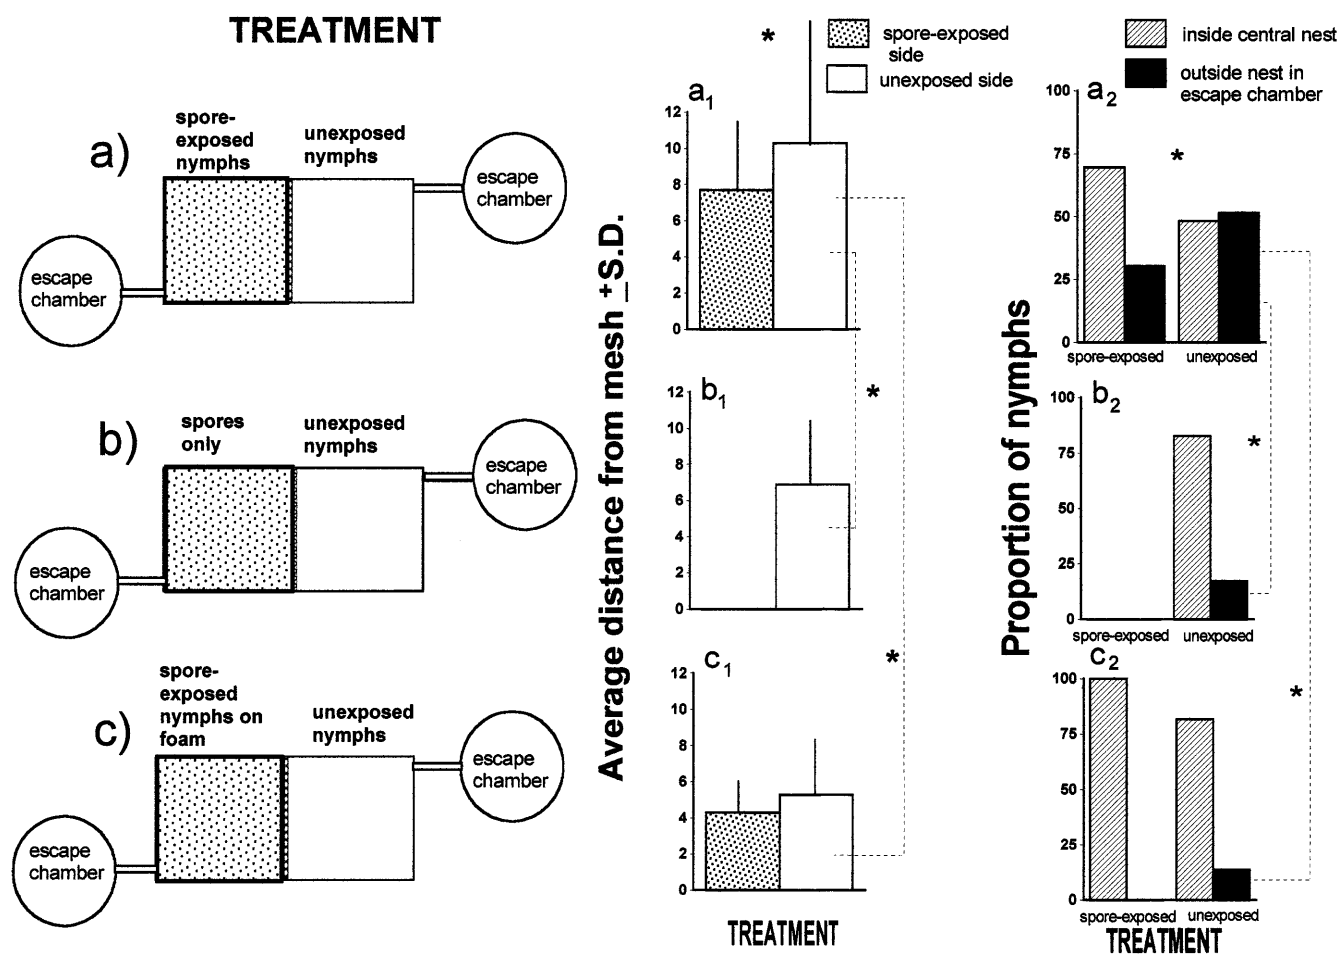 TREATMENT
a)
spore-
exposed
nymphs
unexposed
nymphs
escape
chamber
escape
chamber
b)
spores
only
unexposed
nymphs
escape
chamber
escape
chamber
c)
spore-
exposed
nymphs on
foam
unexposed
nymphs
escape
chamber
escape
chamber
Average distance from mesh ±S.D.
spore-exposed
side
unexposed side
a1
*
12
10
8
6
4
2
0
b1
*
12
10
8
6
4
2
0
c1
*
12
10
8
6
4
2
0
TREATMENT
Proportion of nymphs
inside central nest
outside nest in
escape chamber
a2
*
100
75
50
25
0
spore-exposed unexposed
b2
*
100
75
50
25
0
spore-exposed unexposed
c2
*
100
75
50
25
0
spore-exposed unexposed
TREATMENT